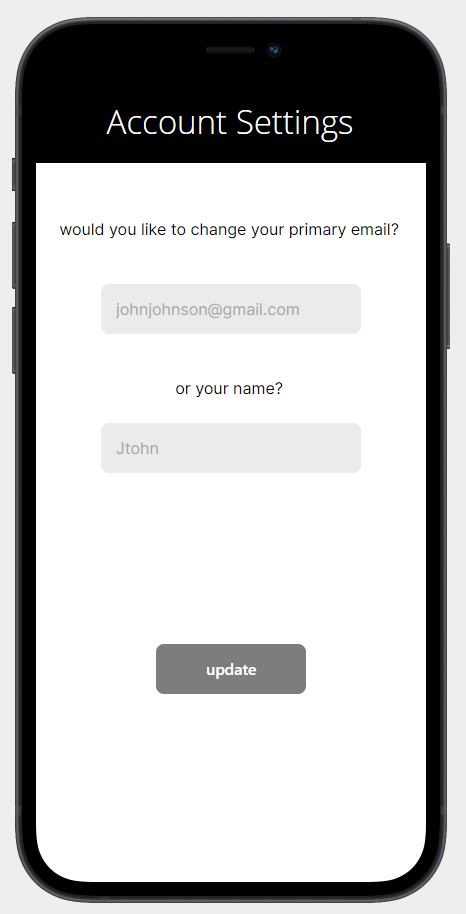 Account Settings
would you like to change your primary email?
johnjohnson@gmail.com
or your name?
Jtohn
update